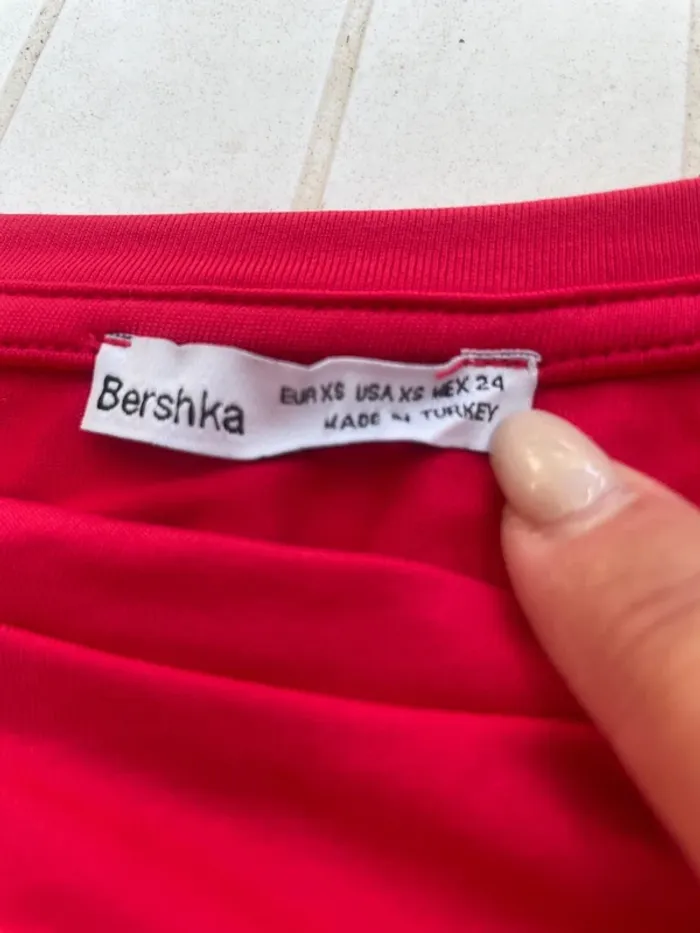 Bershka
EUR XS USA XS MEX 24
MADE IN TURKEY